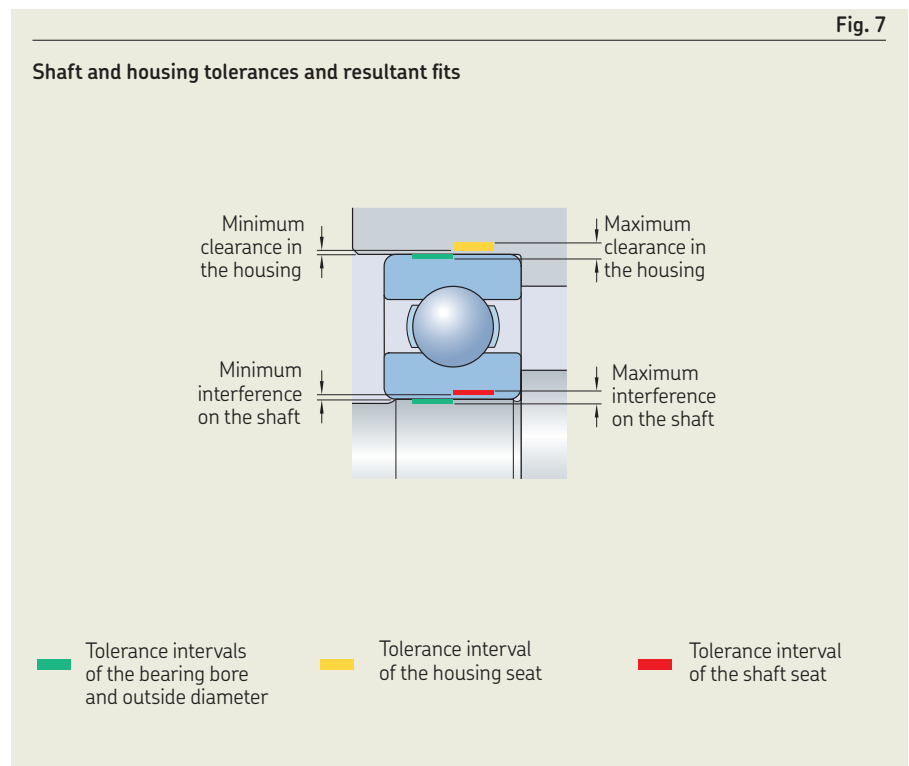 Fig. 7
Shaft and housing tolerances and resultant fits
Minimum
clearance in
the housing
Maximum
clearance in
the housing
Minimum
interference
on the shaft
Maximum
interference
on the shaft
Tolerance intervals
of the bearing bore
and outside diameter
Tolerance interval
of the housing seat
Tolerance interval
of the shaft seat